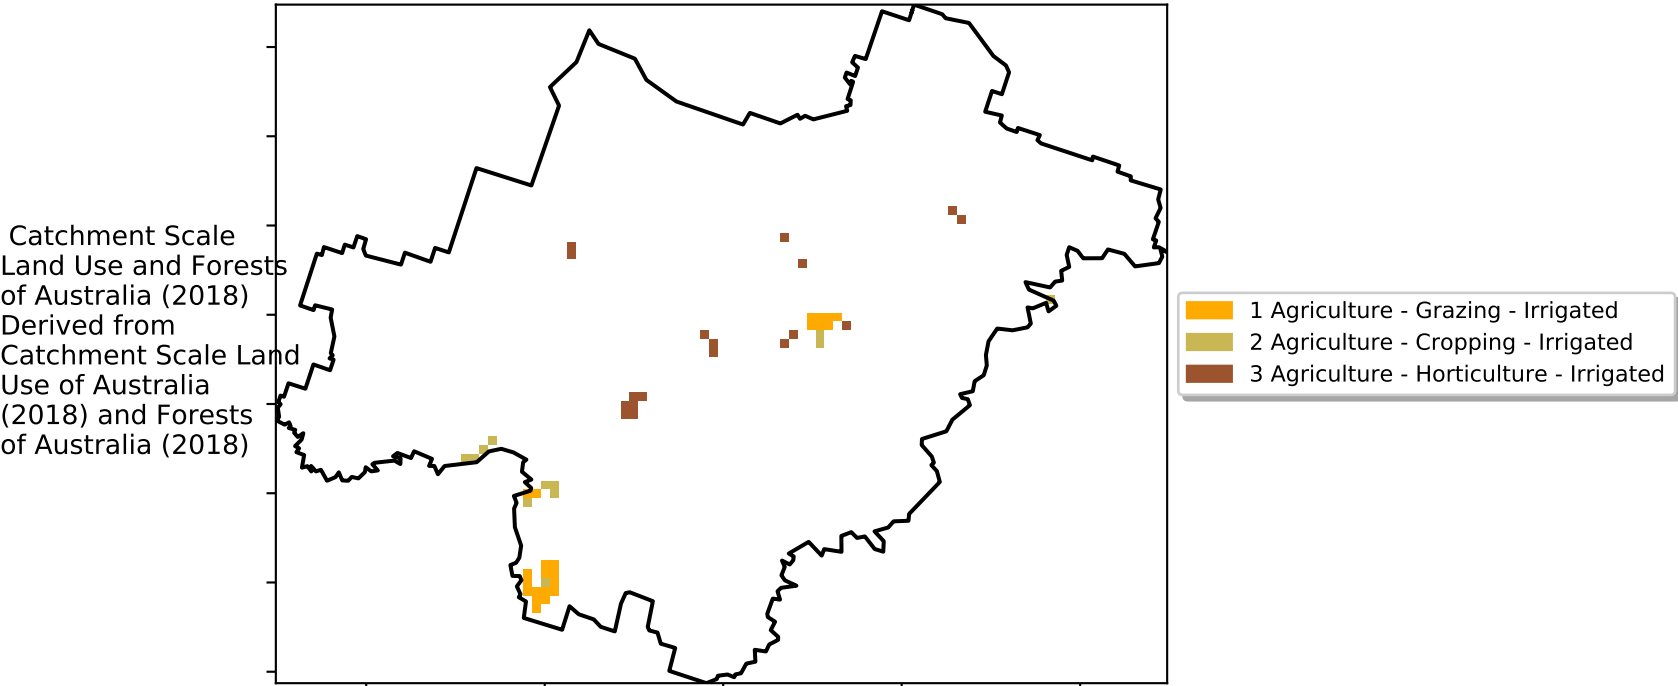 Catchment Scale
Land Use and Forests
of Australia (2018)
Derived from
Catchment Scale Land
Use of Australia
(2018) and Forests
of Australia (2018)
1 Agriculture - Grazing - Irrigated
2 Agriculture - Cropping - Irrigated
3 Agriculture - Horticulture - Irrigated